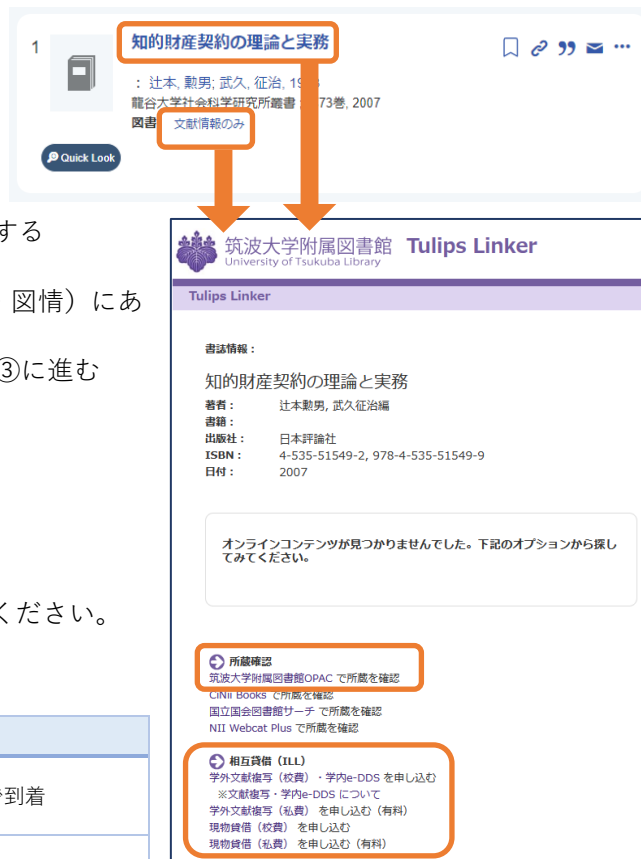 1
知的財産契約の理論と実務
： 辻本, 勲男; 武久, 征治, 19
龍谷大学社会科学研究所叢書 73巻, 2007
図書 文献情報のみ
Quick Look
する
図情）にあ
③に進む
ください。
到着
筑波大学附属図書館 Tulips Linker
University of Tsukuba Library
Tulips Linker
書誌情報：
知的財産契約の理論と実務
著者： 辻本勲男, 武久征治編
書籍：
出版社： 日本評論社
ISBN： 4-535-51549-2, 978-4-535-51549-9
日付： 2007
オンラインコンテンツが見つかりませんでした。下記のオプションから探し
てみてください。
所蔵確認
筑波大学附属図書館OPAC で所蔵を確認
CiNii Books で所蔵を確認
国立国会図書館サーチ で所蔵を確認
NII Webcat Plus で所蔵を確認
相互貸借（ILL）
学外文献複写（校費）・学内e-DDS を申し込む
※文献複写・学内e-DDS について
学外文献複写（私費） を申し込む（有料）
現物貸借（校費） を申し込む
現物貸借（私費） を申し込む（有料）